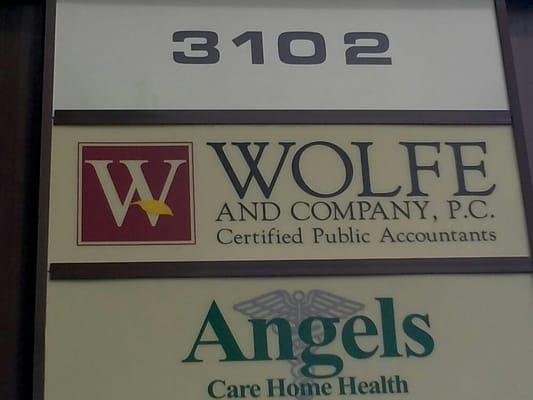 3102
W
WOLFE
AND COMPANY, P.C.
Certified Public Accountants
Angels
Care Home Health